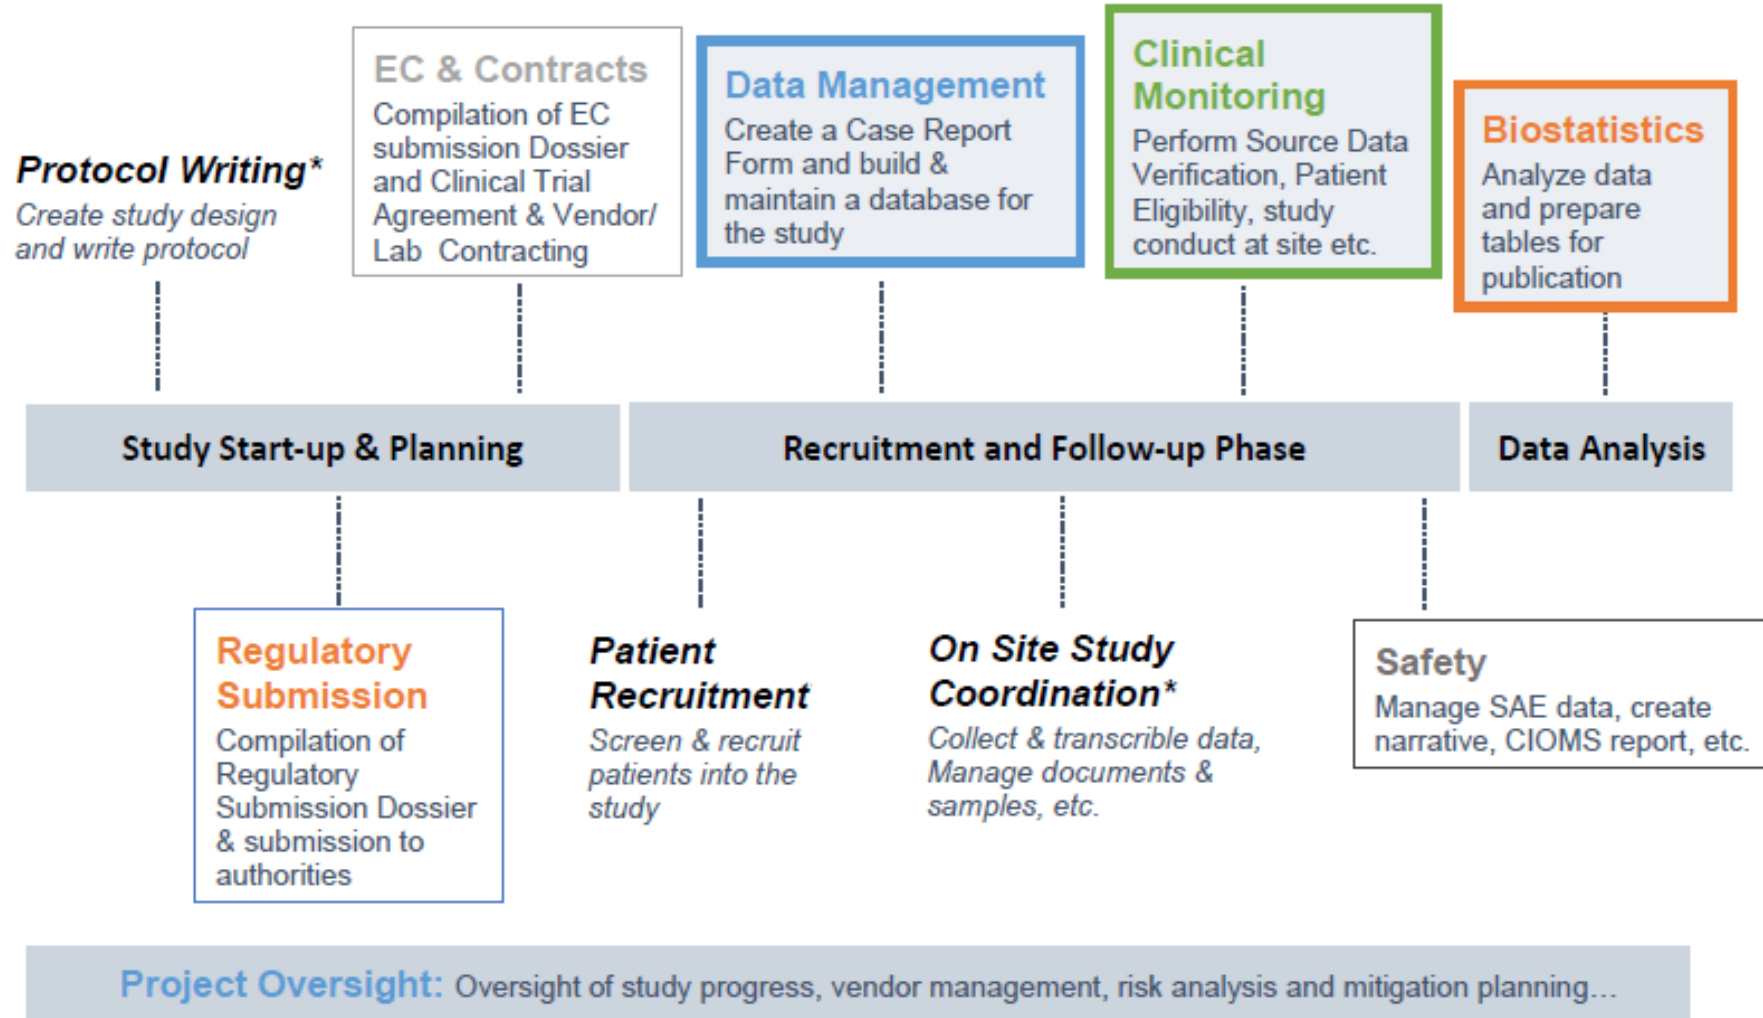 Protocol Writing*
Create study design
and write protocol
EC & Contracts
Compilation of EC
submission Dossier
and Clinical Trial
Agreement & Vendor/
Lab Contracting
Data Management
Create a Case Report
Form and build &
maintain a database for
the study
Clinical
Monitoring
Perform Source Data
Verification, Patient
Eligibility, study
conduct at site etc.
Biostatistics
Analyze data
and prepare
tables for
publication
Study Start-up & Planning
Recruitment and Follow-up Phase
Data Analysis
Regulatory
Submission
Compilation of
Regulatory
Submission Dossier
& submission to
authorities
Patient
Recruitment
Screen & recruit
patients into the
study
On Site Study
Coordination*
Collect & transcrible data,
Manage documents &
samples, etc.
Safety
Manage SAE data, create
narrative, CIOMS report, etc.
Project Oversight: Oversight of study progress, vendor management, risk analysis and mitigation planning...